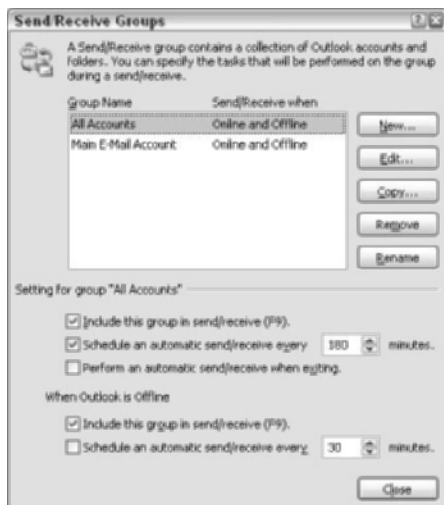 Send/Receive Groups
A Send/Receive group contains a collection of Outlook accounts and
folders. You can specify the tasks that will be performed on the group
during a send/receive.
Group Name Send/Receive when
All Accounts Online and Offline
Main E-Mail Account Online and Offline
New...
Edit...
Copy...
Remove
Rename
Setting for group "All Accounts"
Include this group in send/receive (F9).
Schedule an automatic send/receive every 180 minutes.
Perform an automatic send/receive when exiting.
When Outlook is Offline
Include this group in send/receive (F9).
Schedule an automatic send/receive every 30 minutes.
Close